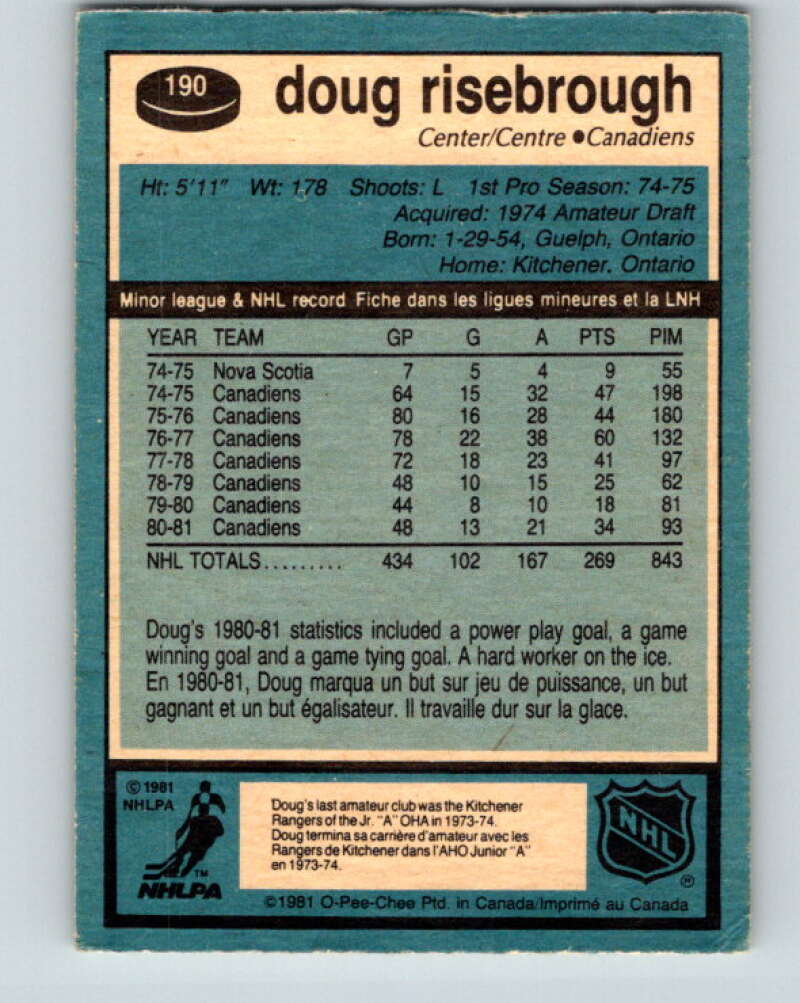 190
doug risebrough
Center/Centre ● Canadiens
Ht: 5'11" Wt: 178 Shoots: L 1st Pro Season: 74-75
Acquired: 1974 Amateur Draft
Born: 1-29-54, Guelph, Ontario
Home: Kitchener. Ontario
Minor league & NHL record Fiche dans les ligues mineures et la LNH
YEAR TEAM GP G A PTS PIM
74-75 Nova Scotia 7 5 4 9 55
74-75 Canadiens 64 15 32 47 198
75-76 Canadiens 80 16 28 44 180
76-77 Canadiens 78 22 38 60 132
77-78 Canadiens 72 18 23 41 97
78-79 Canadiens 48 10 15 25 62
79-80 Canadiens 44 8 10 18 81
80-81 Canadiens 48 13 21 34 93
NHL TOTALS......... 434 102 167 269 843
Doug's 1980-81 statistics included a power play goal, a game
winning goal and a game tying goal. A hard worker on the ice.
En 1980-81, Doug marqua un but sur jeu de puissance, un but
gagnant et un but égalisateur. Il travaille dur sur la glace.
© 1981
NHLPA
TM
NHLPA
Doug's last amateur club was the Kitchener
Rangers of the Jr. "A" OHA in 1973-74.
Doug termina sa carrière d'amateur avec les
Rangers de Kitchener dans l'AHO Junior "A"
en 1973-74.
NHL
®
©1981 O-Pee-Chee Ptd. in Canada/Imprimé au Canada